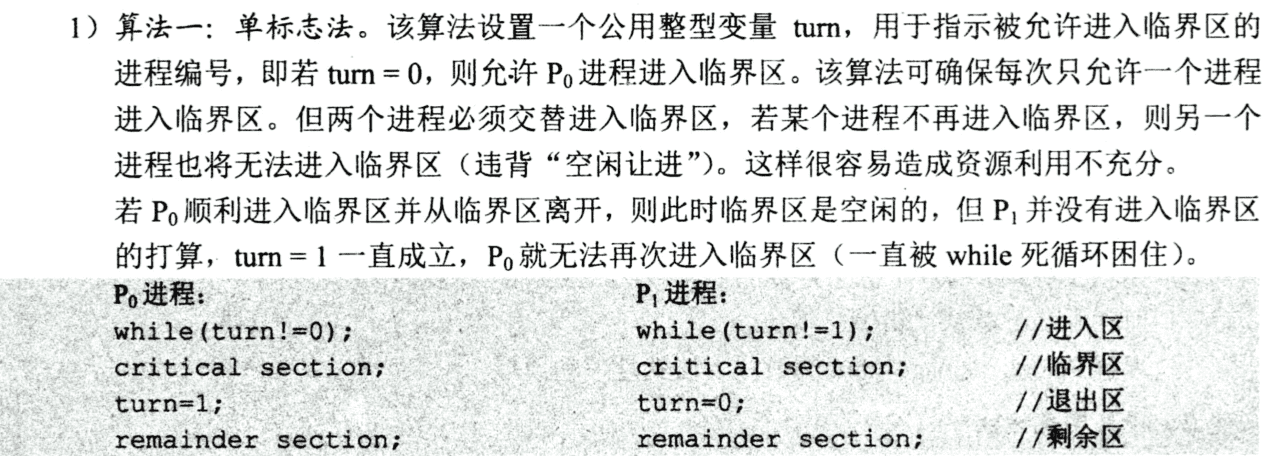 1）算法一：单标志法。该算法设置一个公用整型变量 turn，用于指示被允许进入临界区的
进程编号，即若 turn = 0，则允许 P₀ 进程进入临界区。该算法可确保每次只允许一个进程
进入临界区。但两个进程必须交替进入临界区，若某个进程不再进入临界区，则另一个
进程也将无法进入临界区（违背“空闲让进”）。这样很容易造成资源利用不充分。
若 P₀ 顺利进入临界区并从临界区离开，则此时临界区是空闲的，但 P₁ 并没有进入临界区
的打算，turn = 1 一直成立，P₀ 就无法再次进入临界区（一直被 while 死循环困住）。
P₀ 进程： P₁ 进程：
while(turn!=0); while(turn!=1); //进入区
critical section; critical section; //临界区
turn=1; turn=0; //退出区
remainder section; remainder section; //剩余区